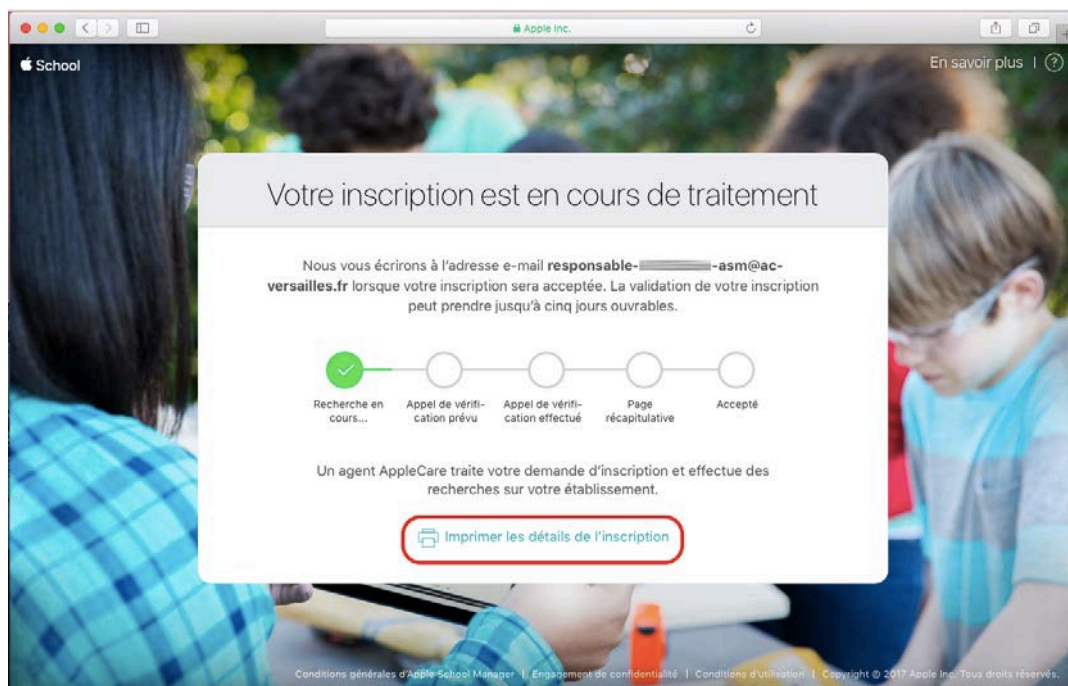 Apple Inc.
School
En savoir plus | ?
Votre inscription est en cours de traitement
Nous vous écrirons à l'adresse e-mail responsable- -asm@ac-
versailles.fr lorsque votre inscription sera acceptée. La validation de votre inscription
peut prendre jusqu'à cinq jours ouvrables.
Recherche en Appel de vérifi- Appel de vérifi- Page Accepté
cours... cation prévu cation effectué récapitulative
Un agent AppleCare traite votre demande d'inscription et effectue des
recherches sur votre établissement.
Imprimer les détails de l'inscription
Conditions générales d'Apple School Manager | Engagement de confidentialité | Conditions d'utilisation | Copyright © 2017 Apple Inc. Tous droits réservés.